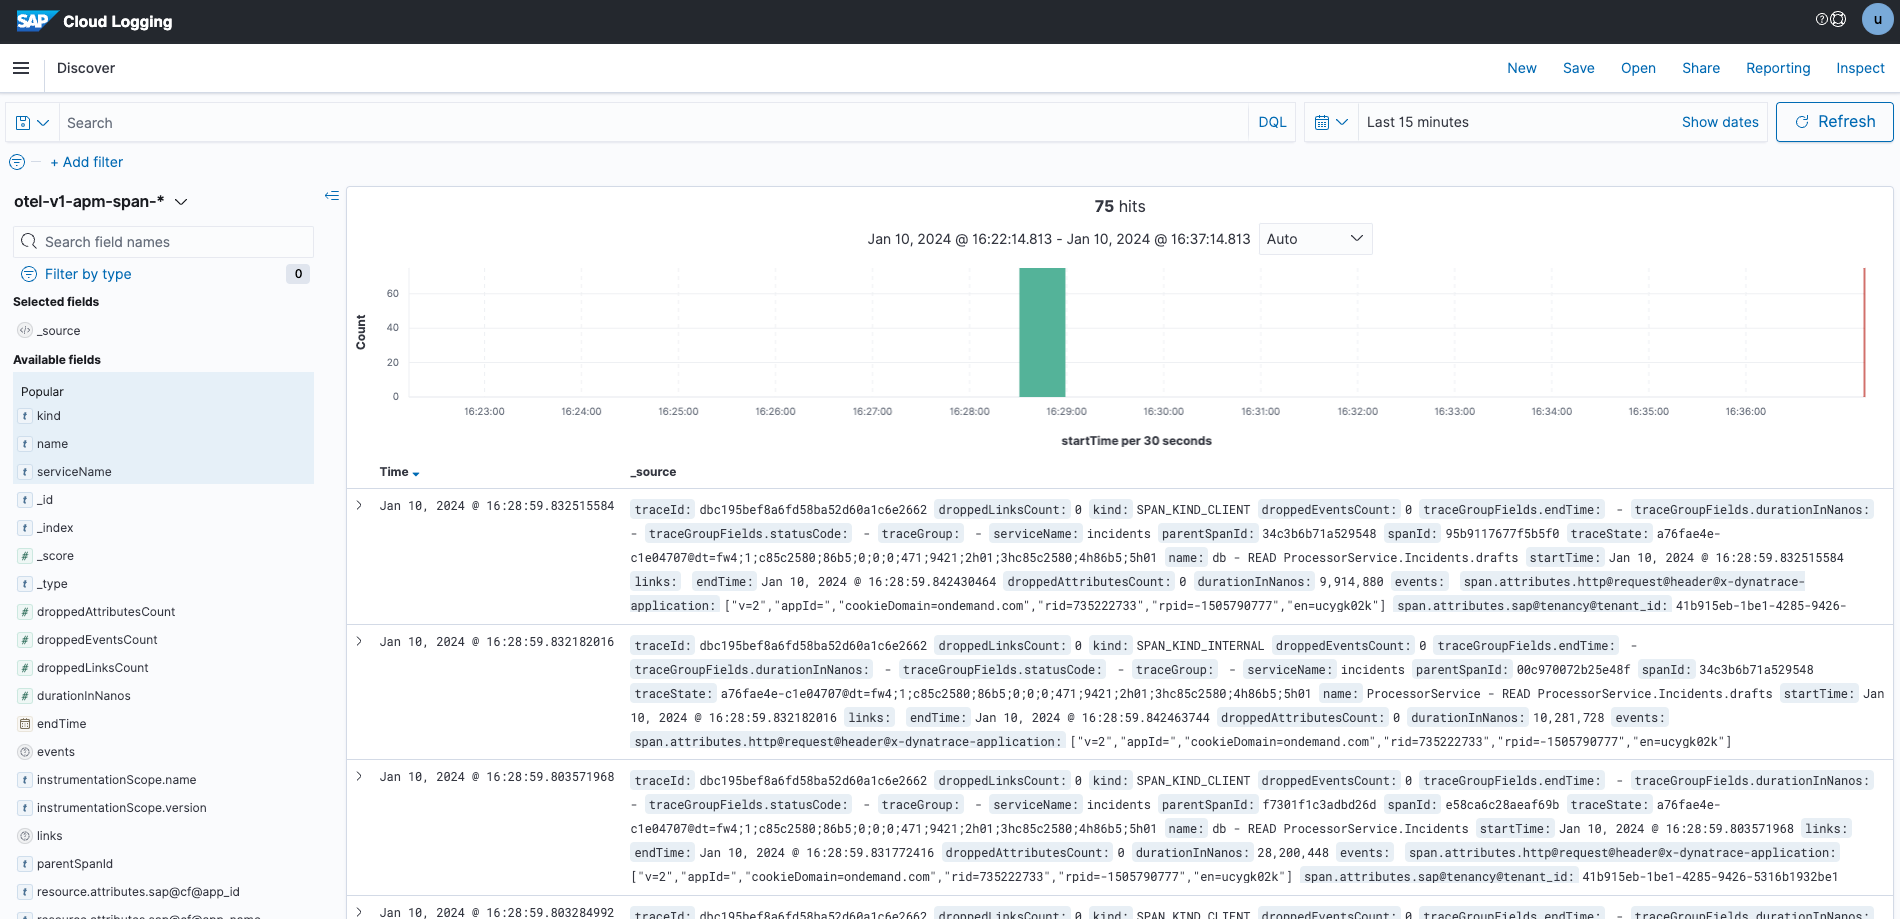 SAP Cloud Logging
u
Discover
New Save Open Share Reporting Inspect
Search
DQL
Last 15 minutes
Show dates
Refresh
+ Add filter
otel-v1-apm-span-*
Search field names
Filter by type
0
Selected fields
_source
Available fields
Popular
t kind
t name
t serviceName
t _id
t _index
# _score
t _type
# droppedAttributesCount
# droppedEventsCount
# droppedLinksCount
# durationInNanos
endTime
events
t instrumentationScope.name
t instrumentationScope.version
links
t parentSpanId
t resource.attributes.sap@cf@app_id
resource.attributes.sap@cf@app_name
75 hits
Jan 10, 2024 @ 16:22:14.813 - Jan 10, 2024 @ 16:37:14.813
Auto
Count
60
40
20
0
16:23:00 16:24:00 16:25:00 16:26:00 16:27:00 16:28:00 16:29:00 16:30:00 16:31:00 16:32:00 16:33:00 16:34:00 16:35:00 16:36:00
startTime per 30 seconds
Time
_source
Jan 10, 2024 @ 16:28:59.832515584
traceId: dbc195bef8a6fd58ba52d60a1c6e2662 droppedLinksCount: 0 kind: SPAN_KIND_CLIENT droppedEventsCount: 0 traceGroupFields.endTime: - traceGroupFields.durationInNanos:
- traceGroupFields.statusCode: - traceGroup: - serviceName: incidents parentSpanId: 34c3b6b71a529548 spanId: 95b9117677f5b5f0 traceState: a76fae4e-
c1e04707@dt=fw4;1;c85c2580;86b5;0;0;0;471;9421;2h01;3hc85c2580;4h86b5;5h01 name: db - READ ProcessorService.Incidents.drafts startTime: Jan 10, 2024 @ 16:28:59.832515584
links: endTime: Jan 10, 2024 @ 16:28:59.842430464 droppedAttributesCount: 0 durationInNanos: 9,914,880 events: span.attributes.http@request@header@x-dynatrace-
application: ["v=2","appId=","cookieDomain=ondemand.com","rid=735222733","rpid=-1505790777","en=ucygk02k"] span.attributes.sap@tenancy@tenant_id: 41b915eb-1be1-4285-9426-
Jan 10, 2024 @ 16:28:59.832182016
traceId: dbc195bef8a6fd58ba52d60a1c6e2662 droppedLinksCount: 0 kind: SPAN_KIND_INTERNAL droppedEventsCount: 0 traceGroupFields.endTime: -
traceGroupFields.durationInNanos: - traceGroupFields.statusCode: - traceGroup: - serviceName: incidents parentSpanId: 00c970072b25e48f spanId: 34c3b6b71a529548
traceState: a76fae4e-c1e04707@dt=fw4;1;c85c2580;86b5;0;0;0;471;9421;2h01;3hc85c2580;4h86b5;5h01 name: ProcessorService - READ ProcessorService.Incidents.drafts startTime: Jan
10, 2024 @ 16:28:59.832182016 links: endTime: Jan 10, 2024 @ 16:28:59.842463744 droppedAttributesCount: 0 durationInNanos: 10,281,728 events:
span.attributes.http@request@header@x-dynatrace-application: ["v=2","appId=","cookieDomain=ondemand.com","rid=735222733","rpid=-1505790777","en=ucygk02k"]
Jan 10, 2024 @ 16:28:59.803571968
traceId: dbc195bef8a6fd58ba52d60a1c6e2662 droppedLinksCount: 0 kind: SPAN_KIND_CLIENT droppedEventsCount: 0 traceGroupFields.endTime: - traceGroupFields.durationInNanos:
- traceGroupFields.statusCode: - traceGroup: - serviceName: incidents parentSpanId: f7301f1c3adbd26d spanId: e58ca6c28aeaf69b traceState: a76fae4e-
c1e04707@dt=fw4;1;c85c2580;86b5;0;0;0;471;9421;2h01;3hc85c2580;4h86b5;5h01 name: db - READ ProcessorService.Incidents startTime: Jan 10, 2024 @ 16:28:59.803571968 links:
endTime: Jan 10, 2024 @ 16:28:59.831772416 droppedAttributesCount: 0 durationInNanos: 28,200,448 events: span.attributes.http@request@header@x-dynatrace-application:
["v=2","appId=","cookieDomain=ondemand.com","rid=735222733","rpid=-1505790777","en=ucygk02k"] span.attributes.sap@tenancy@tenant_id: 41b915eb-1be1-4285-9426-5316b1932be1
Jan 10, 2024 @ 16:28:59.803284992
traceId: dbc195bef8a6fd58ba52d60a1c6e2662 droppedLinksCount: 0 kind: SPAN_KIND_CLIENT droppedEventsCount: 0 traceGroupFields.endTime: - traceGroupFields.durationInNanos: